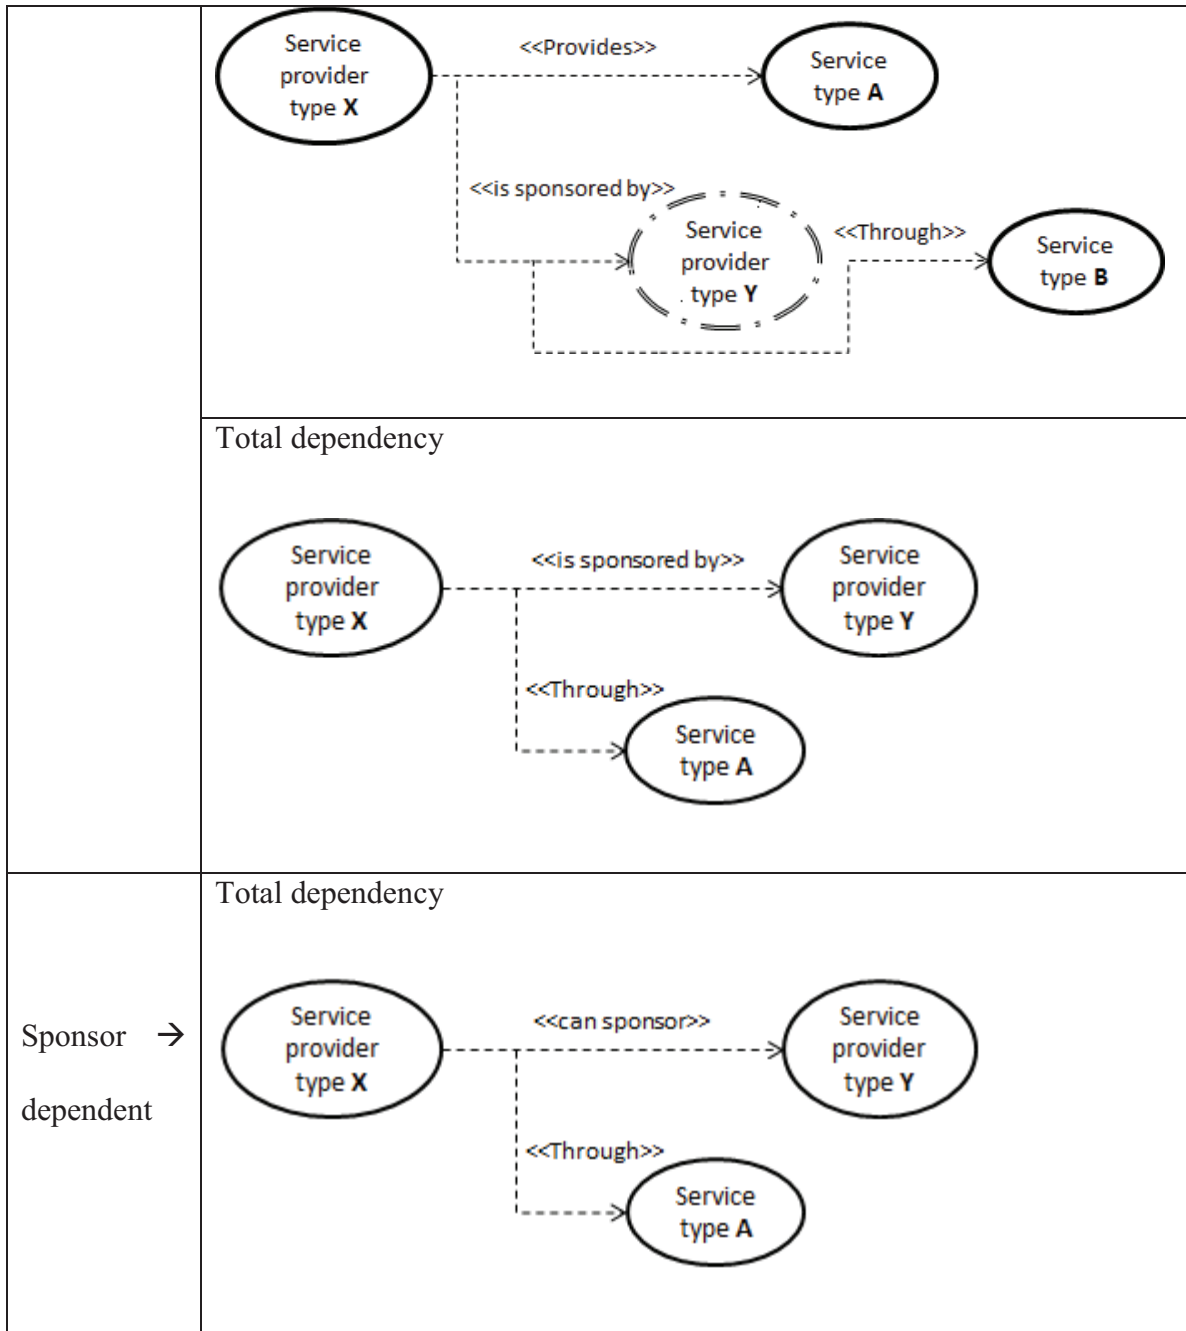 Service
provider
type X
<<Provides>>
Service
type A
<<is sponsored by>>
Service
provider
type Y
<<Through>>
Service
type B
Total dependency
Service
provider
type X
<<is sponsored by>>
Service
provider
type Y
<<Through>>
Service
type A
Sponsor →
dependent
Total dependency
Service
provider
type X
<<can sponsor>>
Service
provider
type Y
<<Through>>
Service
type A